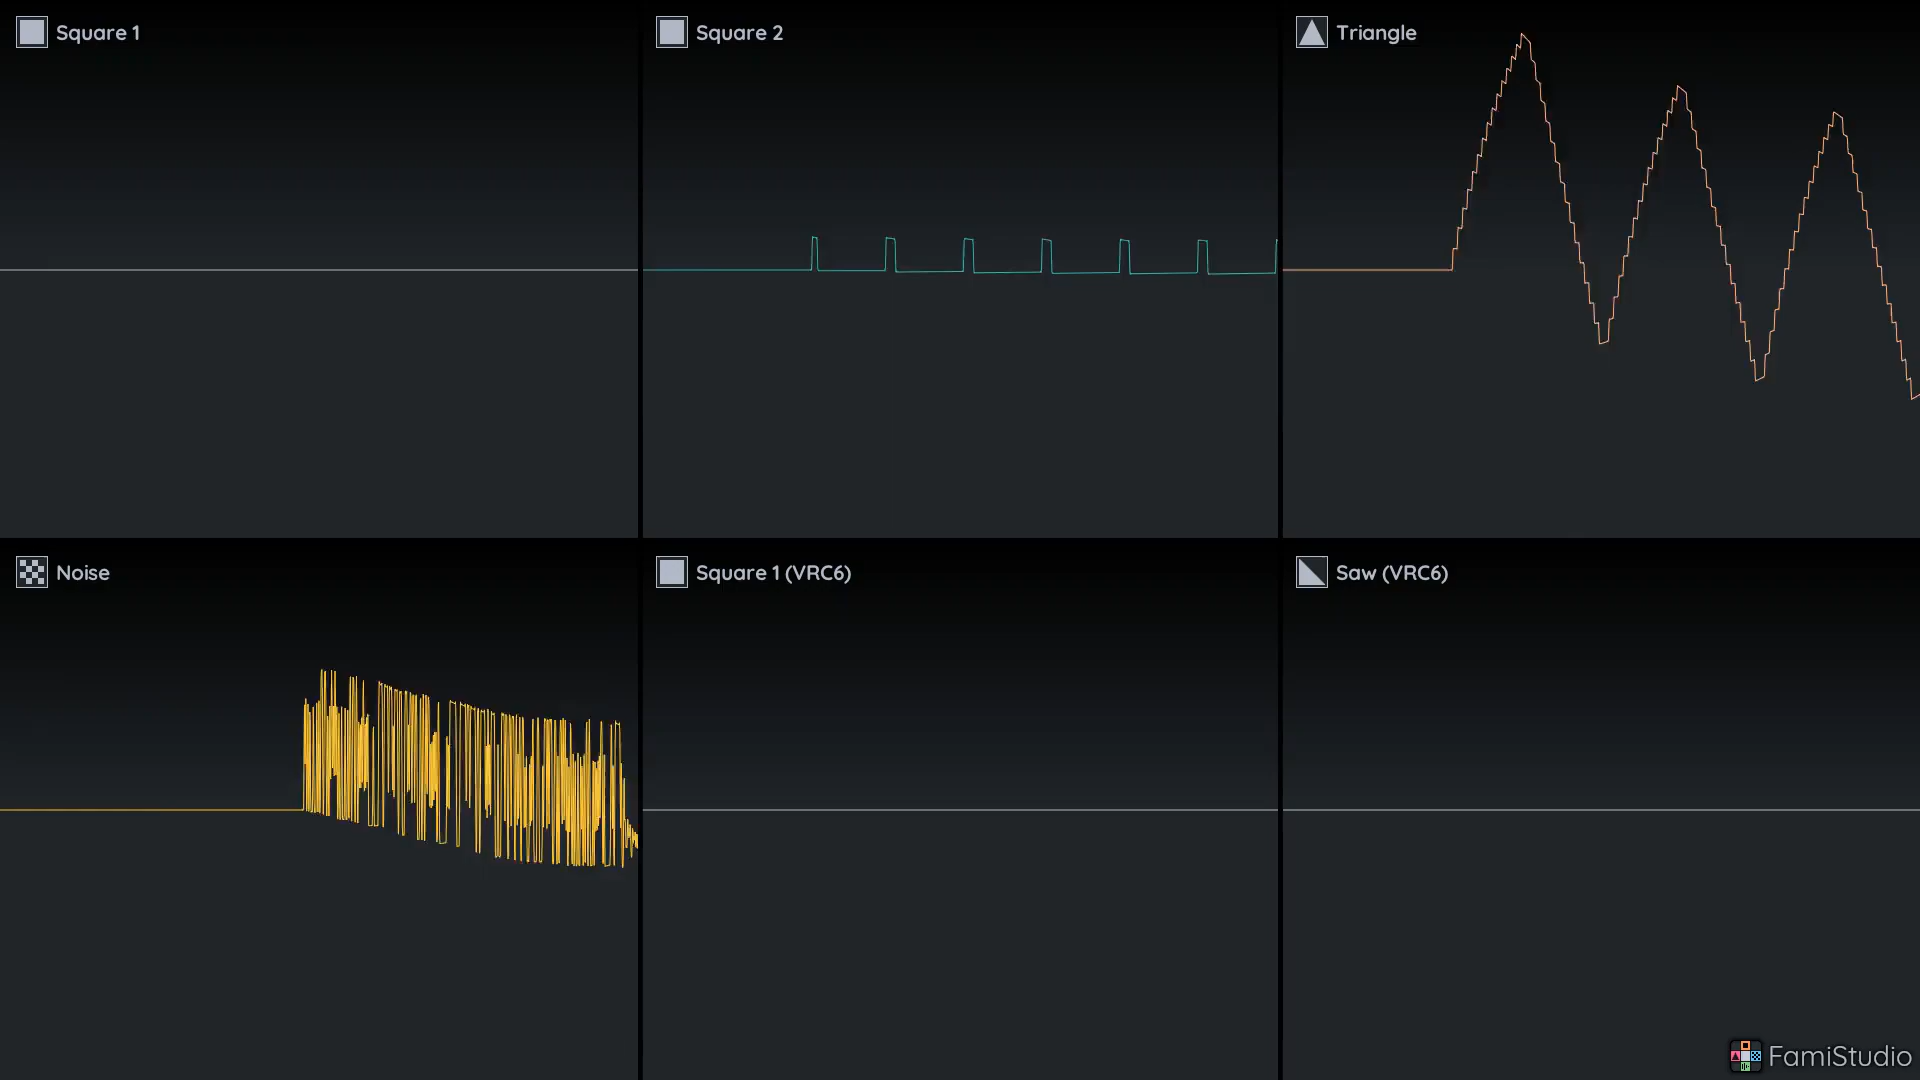 Square 1
Square 2
Triangle
Noise
Square 1 (VRC6)
Saw (VRC6)
FamiStudio